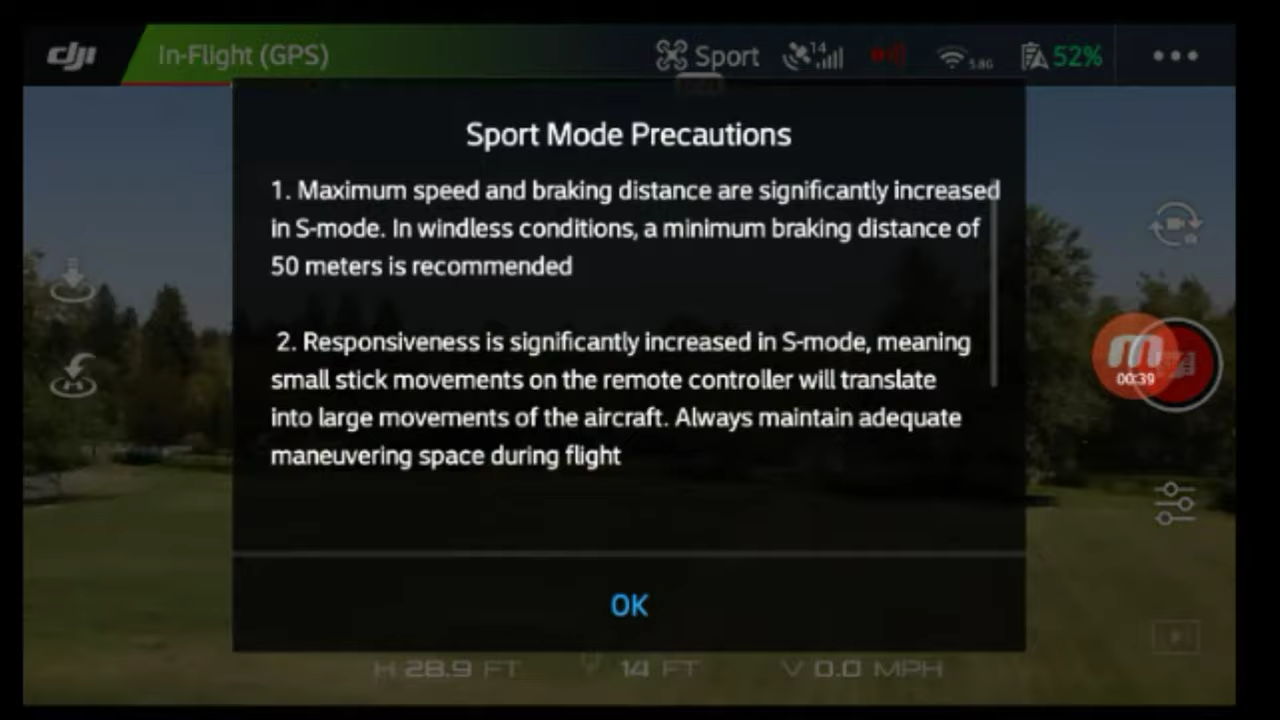 dji In-Flight (GPS) Sport 14 5.8G 52%
Sport Mode Precautions
1. Maximum speed and braking distance are significantly increased
in S-mode. In windless conditions, a minimum braking distance of
50 meters is recommended
2. Responsiveness is significantly increased in S-mode, meaning
small stick movements on the remote controller will translate
into large movements of the aircraft. Always maintain adequate
maneuvering space during flight
m
00:39
OK
H 28.9 FT 14 FT V 0.0 MPH